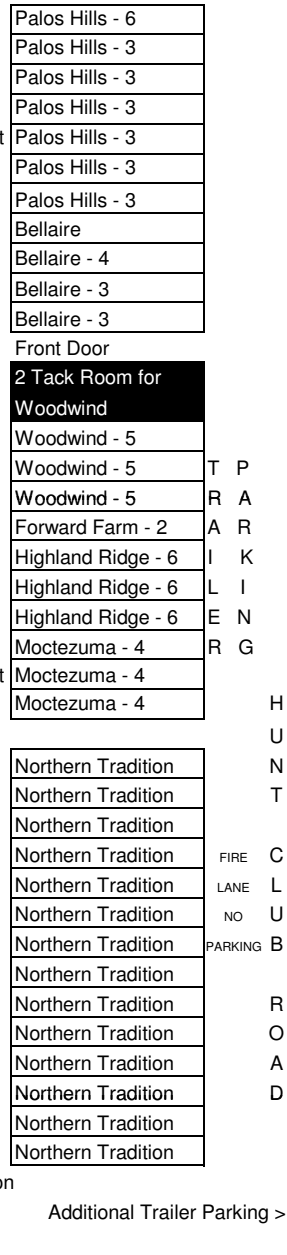 Palos Hills - 6
Palos Hills - 3
Palos Hills - 3
Palos Hills - 3
t Palos Hills - 3
Palos Hills - 3
Palos Hills - 3
Bellaire
Bellaire - 4
Bellaire - 3
Bellaire - 3
Front Door
2 Tack Room for
Woodwind
Woodwind - 5
Woodwind - 5 T P
Woodwind - 5 R A
Forward Farm - 2 A R
Highland Ridge - 6 I K
Highland Ridge - 6 L I
Highland Ridge - 6 E N
Moctezuma - 4 R G
t Moctezuma - 4
Moctezuma - 4 H
U
Northern Tradition N
Northern Tradition T
Northern Tradition
Northern Tradition FIRE C
Northern Tradition LANE L
Northern Tradition NO U
Northern Tradition PARKING B
Northern Tradition
Northern Tradition R
Northern Tradition O
Northern Tradition A
Northern Tradition D
Northern Tradition
Northern Tradition
on
Additional Trailer Parking >